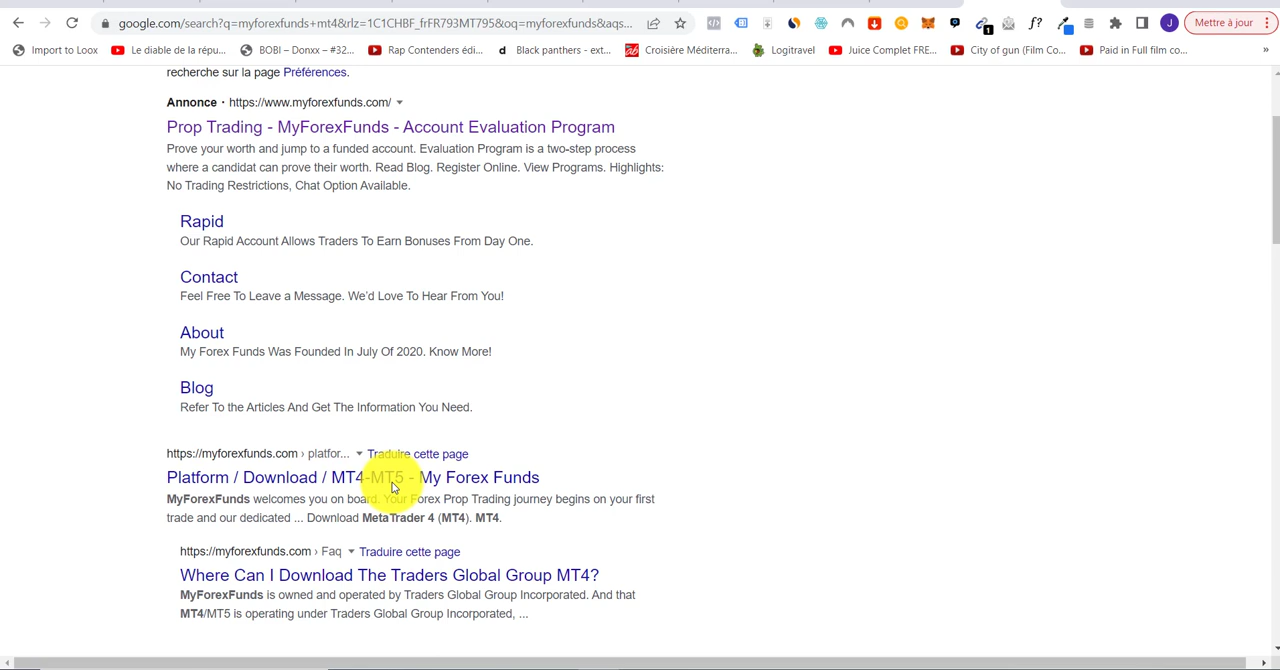 google.com/search?q=myforexfunds+mt4&rlz=1C1CHBF_frFR793MT795&oq=myforexfunds&aqs...
f?
1
J
Mettre à jour
Import to Loox
Le diable de la répu...
BOBI – Donxx – #32...
Rap Contenders édi...
d Black panthers - ext...
ab Croisière Méditerra...
Logitravel
Juice Complet FRE...
City of gun (Film Co...
Paid in Full film co...
»
recherche sur la page Préférences.
Annonce · https://www.myforexfunds.com/
Prop Trading - MyForexFunds - Account Evaluation Program
Prove your worth and jump to a funded account. Evaluation Program is a two-step process
where a candidat can prove their worth. Read Blog. Register Online. View Programs. Highlights:
No Trading Restrictions, Chat Option Available.
Rapid
Our Rapid Account Allows Traders To Earn Bonuses From Day One.
Contact
Feel Free To Leave a Message. We'd Love To Hear From You!
About
My Forex Funds Was Founded In July Of 2020. Know More!
Blog
Refer To the Articles And Get The Information You Need.
https://myforexfunds.com › platfor... Traduire cette page
Platform / Download / MT4-MT5 - My Forex Funds
MyForexFunds welcomes you on board. Your Forex Prop Trading journey begins on your first
trade and our dedicated ... Download MetaTrader 4 (MT4). MT4.
https://myforexfunds.com › Faq Traduire cette page
Where Can I Download The Traders Global Group MT4?
MyForexFunds is owned and operated by Traders Global Group Incorporated. And that
MT4/MT5 is operating under Traders Global Group Incorporated, ...